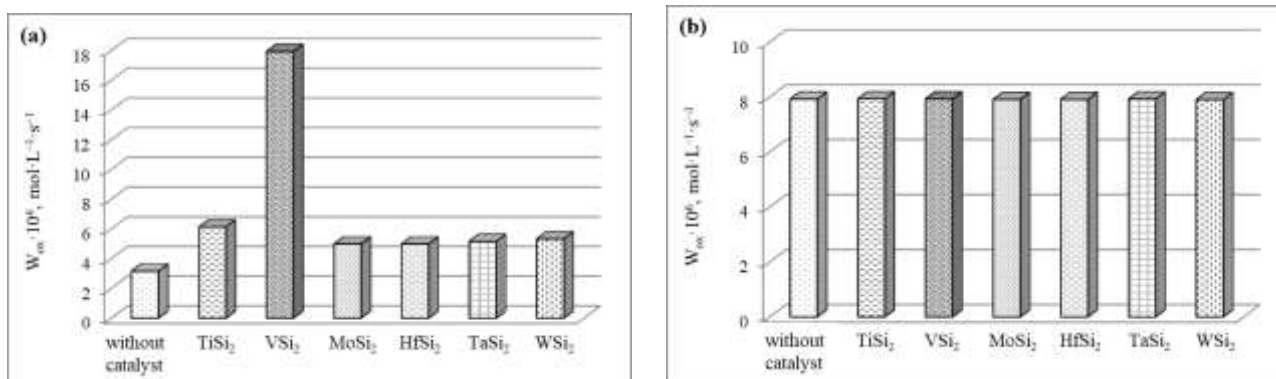 (a)
W_eo·10⁶, mol·L⁻¹·s⁻¹
18
16
14
12
10
8
6
4
2
0
without catalyst
TiSi₂
VSi₂
MoSi₂
HfSi₂
TaSi₂
WSi₂
(b)
W_eo·10⁶, mol·L⁻¹·s⁻¹
10
8
6
4
2
0
without catalyst
TiSi₂
VSi₂
MoSi₂
HfSi₂
TaSi₂
WSi₂